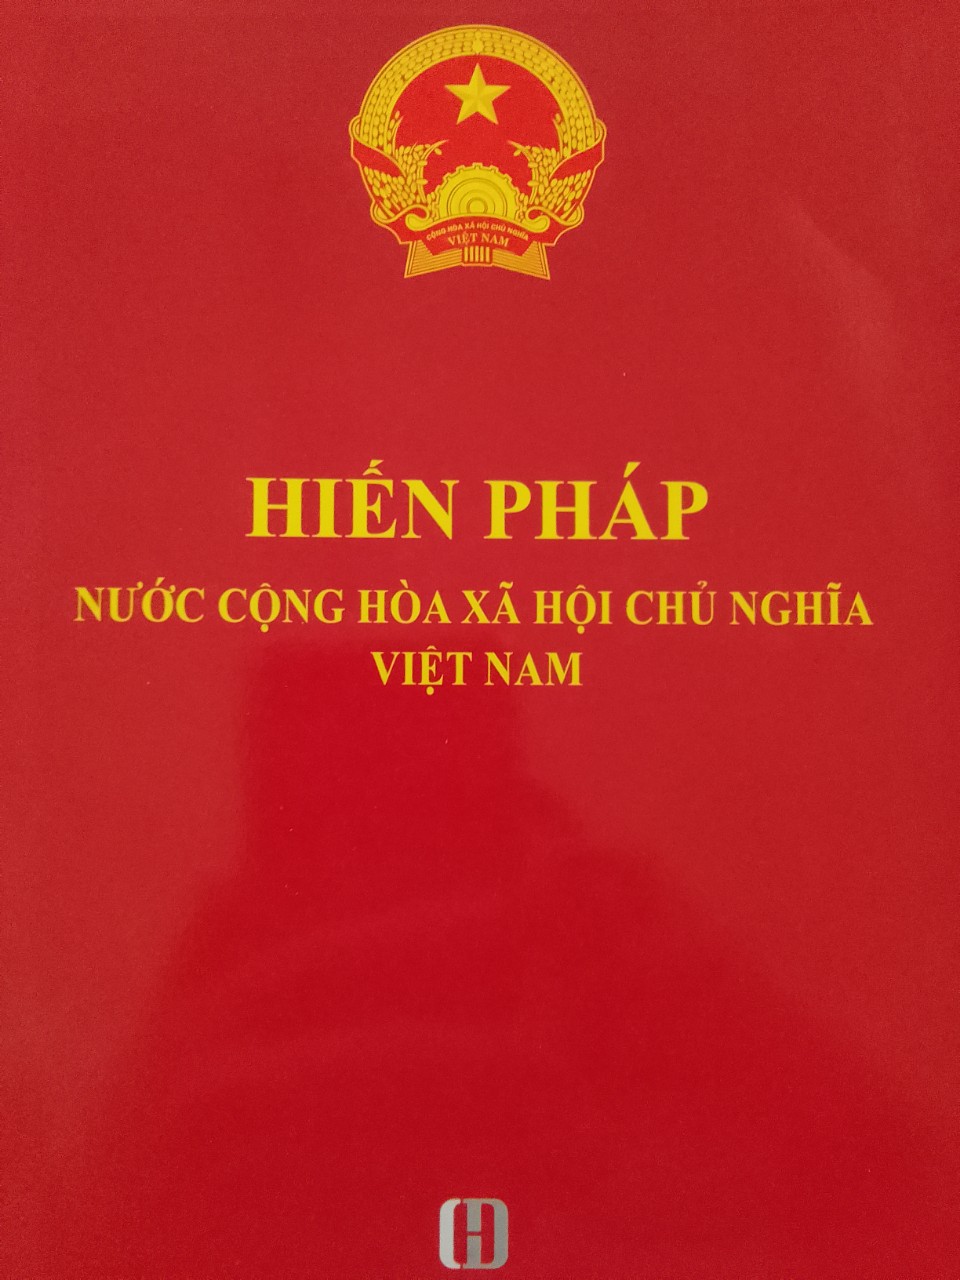 CỘNG HÒA XÃ HỘI CHỦ NGHĨA
VIỆT NAM
HIẾN PHÁP
NƯỚC CỘNG HÒA XÃ HỘI CHỦ NGHĨA
VIỆT NAM